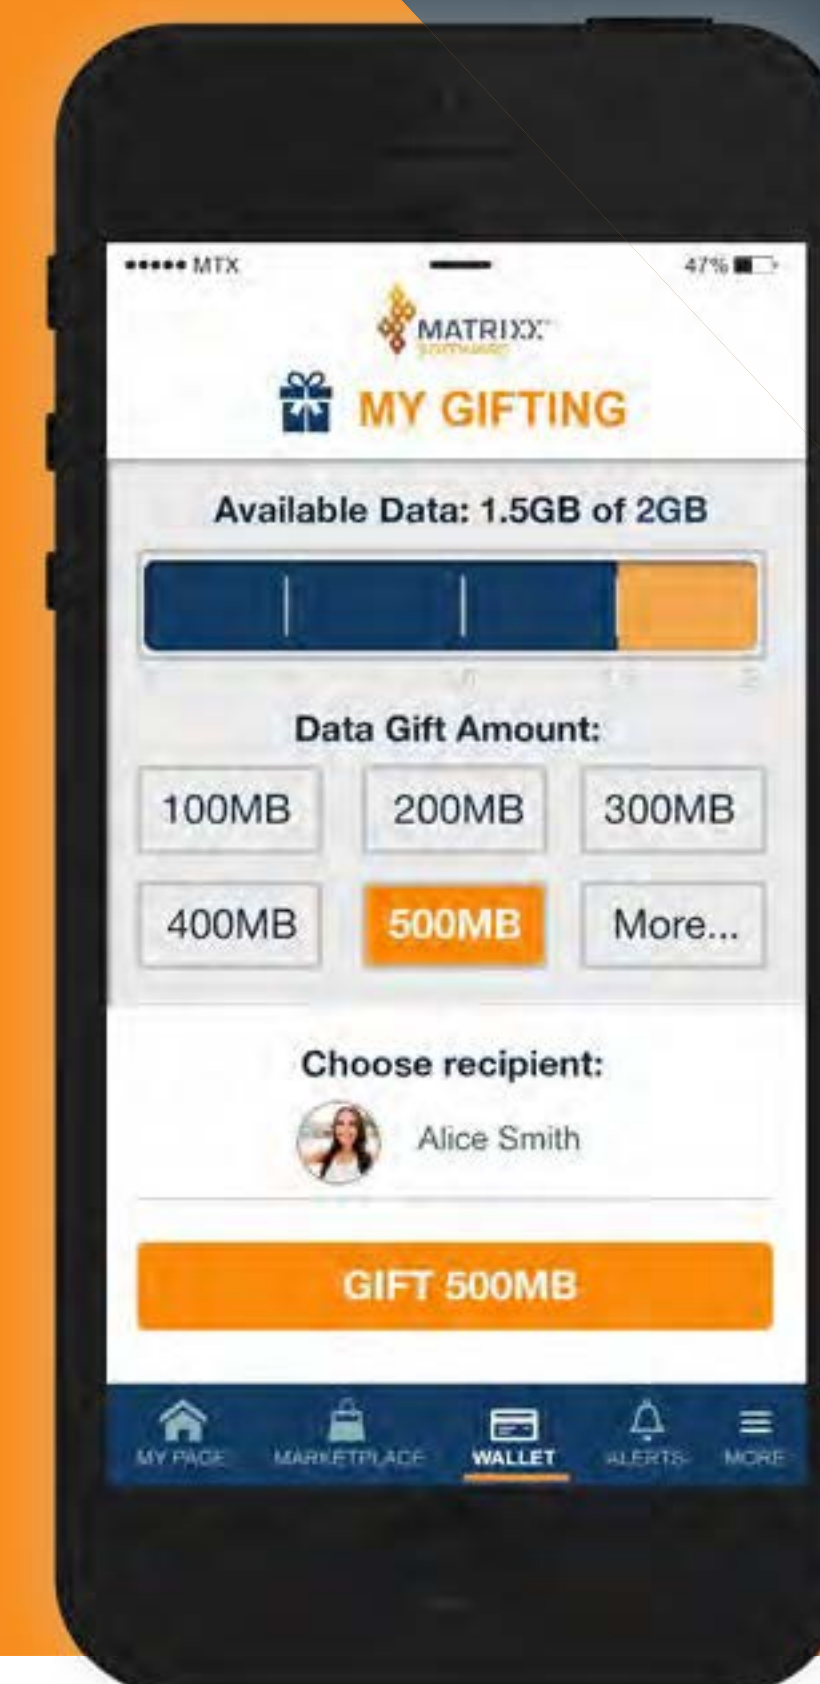 MTX
47%
MATRIXX
SOFTWARE
MY GIFTING
Available Data: 1.5GB of 2GB
Data Gift Amount:
100MB 200MB 300MB
400MB 500MB More...
Choose recipient:
Alice Smith
GIFT 500MB
MY PAGE MARKETPLACE WALLET ALERTS MORE